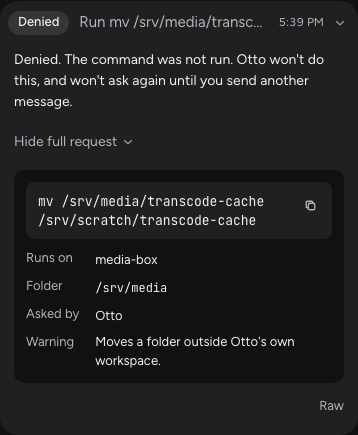 Denied Run mv /srv/media/transc... 5:39 PM
Denied. The command was not run. Otto won't do
this, and won't ask again until you send another
message.
Hide full request
mv /srv/media/transcode-cache
/srv/scratch/transcode-cache
Runs on media-box
Folder /srv/media
Asked by Otto
Warning Moves a folder outside Otto's own
workspace.
Raw